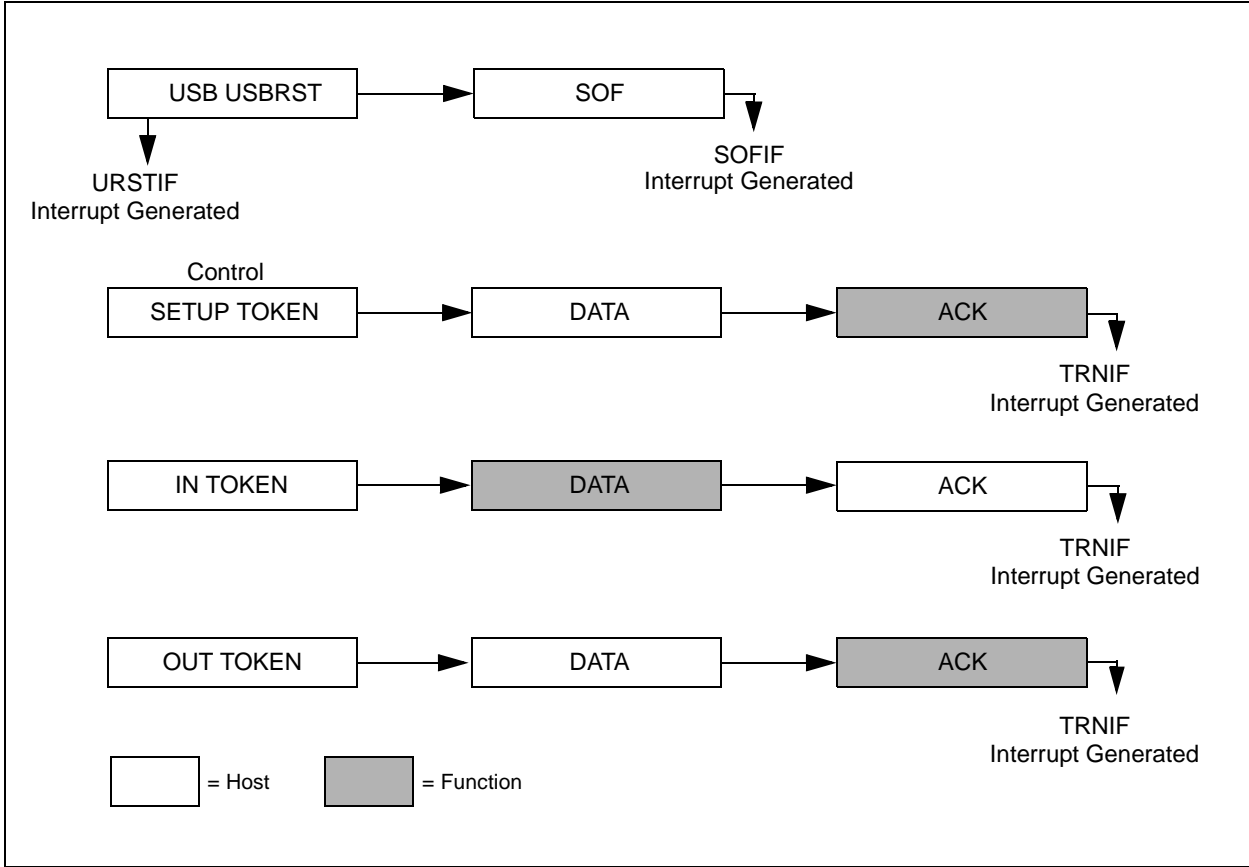 USB USBRST
SOF
URSTIF
Interrupt Generated
SOFIF
Interrupt Generated
Control
SETUP TOKEN
DATA
ACK
TRNIF
Interrupt Generated
IN TOKEN
DATA
ACK
TRNIF
Interrupt Generated
OUT TOKEN
DATA
ACK
TRNIF
Interrupt Generated
= Host
= Function